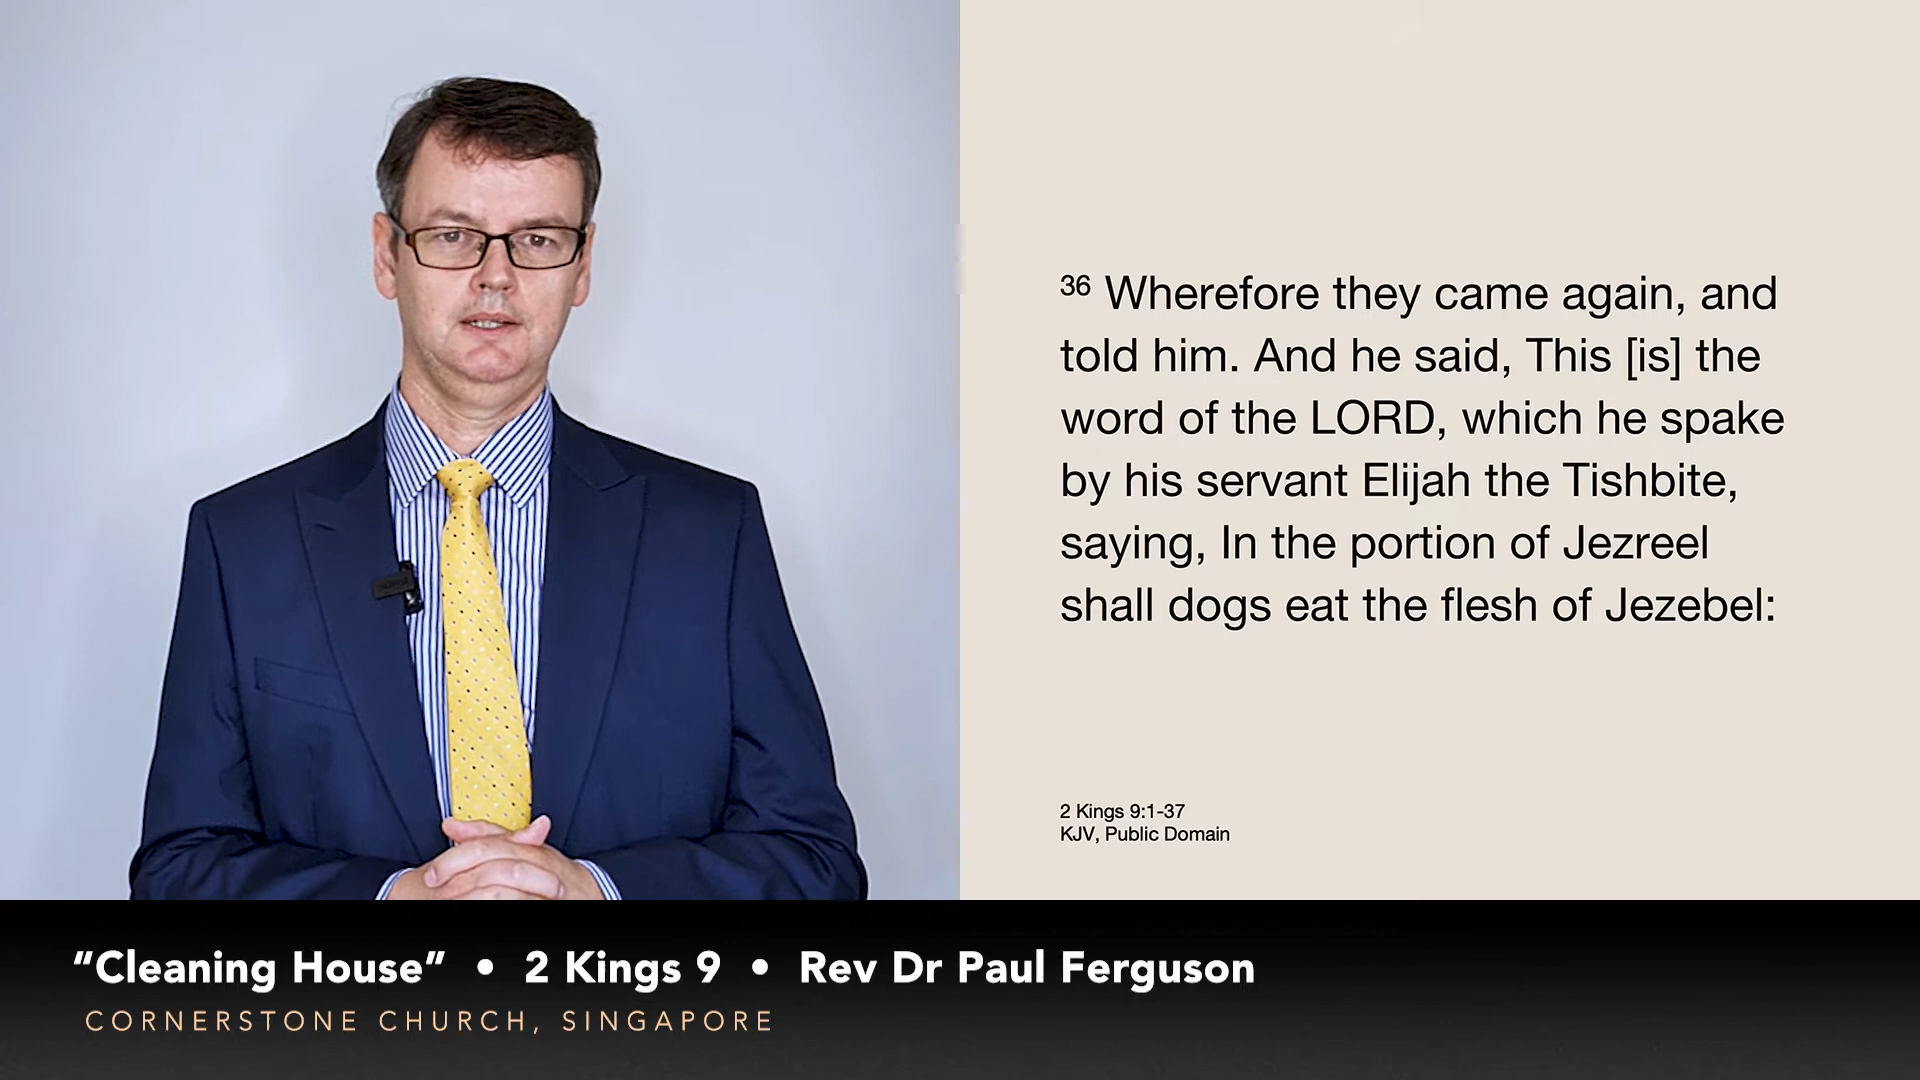 36 Wherefore they came again, and
told him. And he said, This [is] the
word of the LORD, which he spake
by his servant Elijah the Tishbite,
saying, In the portion of Jezreel
shall dogs eat the flesh of Jezebel:
2 Kings 9:1-37
KJV, Public Domain
“Cleaning House” • 2 Kings 9 • Rev Dr Paul Ferguson
CORNERSTONE CHURCH, SINGAPORE